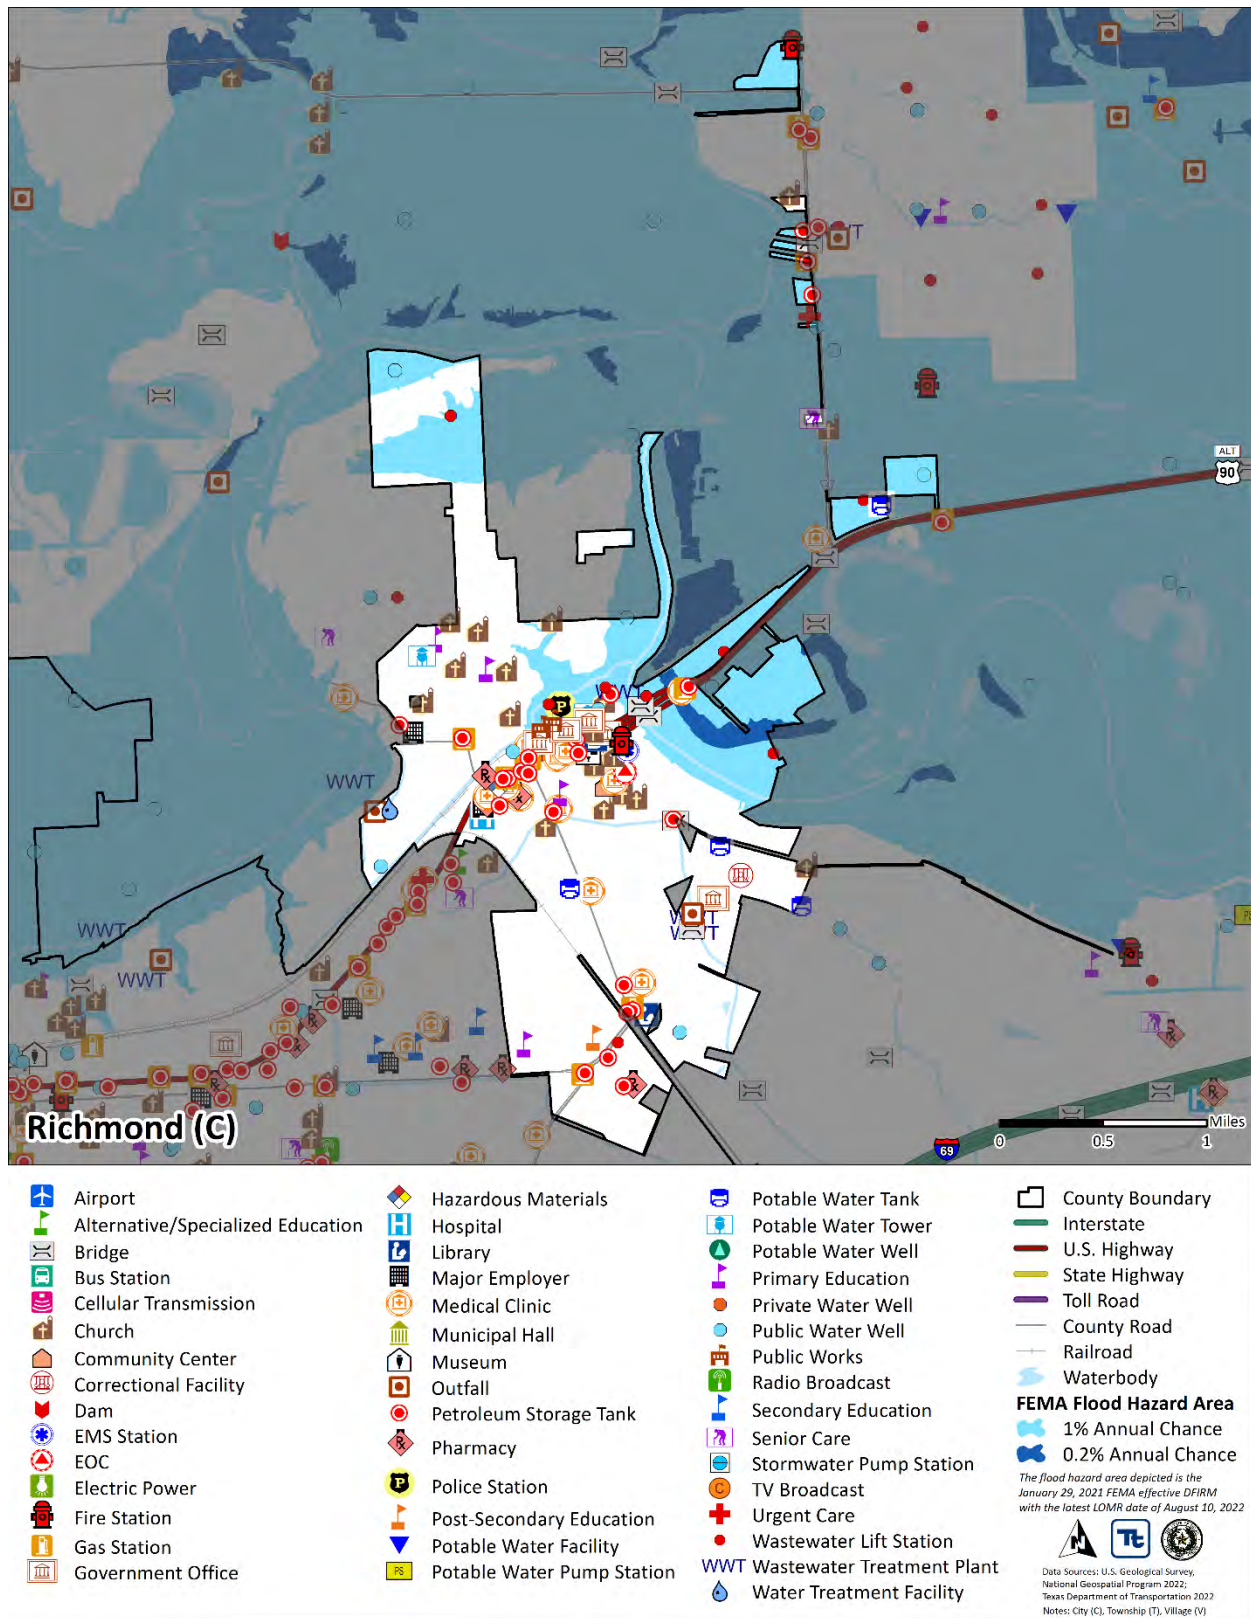 WWT
ALT
90
WWT
P
WWT
WWT
WWT
WWT
WWT
PS
Richmond (C)
Miles
0 0.5 1
69
Airport
Alternative/Specialized Education
Bridge
Bus Station
Cellular Transmission
Church
Community Center
Correctional Facility
Dam
EMS Station
EOC
Electric Power
Fire Station
Gas Station
Government Office
Hazardous Materials
H Hospital
Library
Major Employer
Medical Clinic
Municipal Hall
Museum
Outfall
Petroleum Storage Tank
Rx Pharmacy
P Police Station
Post-Secondary Education
Potable Water Facility
PS Potable Water Pump Station
Potable Water Tank
Potable Water Tower
Potable Water Well
Primary Education
Private Water Well
Public Water Well
Public Works
Radio Broadcast
Secondary Education
Senior Care
Stormwater Pump Station
C TV Broadcast
Urgent Care
Wastewater Lift Station
WWT Wastewater Treatment Plant
Water Treatment Facility
County Boundary
Interstate
U.S. Highway
State Highway
Toll Road
County Road
Railroad
Waterbody
FEMA Flood Hazard Area
1% Annual Chance
0.2% Annual Chance
The flood hazard area depicted is the
January 29, 2021 FEMA effective DFIRM
with the latest LOMR date of August 10, 2022
N
Tt
Data Sources: U.S. Geological Survey,
National Geospatial Program 2022;
Texas Department of Transportation 2022
Notes: City (C), Township (T), Village (V)